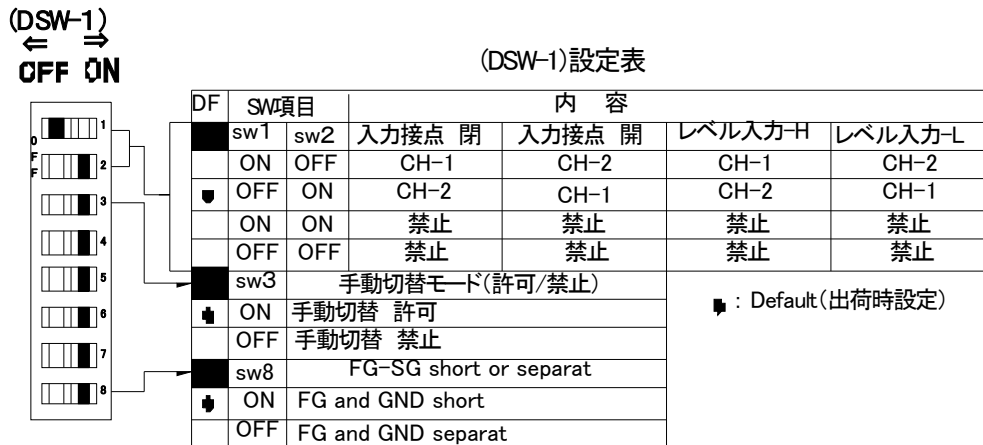 (DSW-1)
⇐ ⇒
OFF ON
(DSW-1)設定表
DF SW項目 内 容
sw1 sw2 入力接点 閉 入力接点 開 レベル入力-H レベル入力-L
ON OFF CH-1 CH-2 CH-1 CH-2
OFF ON CH-2 CH-1 CH-2 CH-1
ON ON 禁止 禁止 禁止 禁止
OFF OFF 禁止 禁止 禁止 禁止
sw3 手動切替モード(許可/禁止)
ON 手動切替 許可
OFF 手動切替 禁止
sw8 FG-SG short or separat
ON FG and GND short
OFF FG and GND separat
: Default(出荷時設定)
OFF
1
2
3
4
5
6
7
8